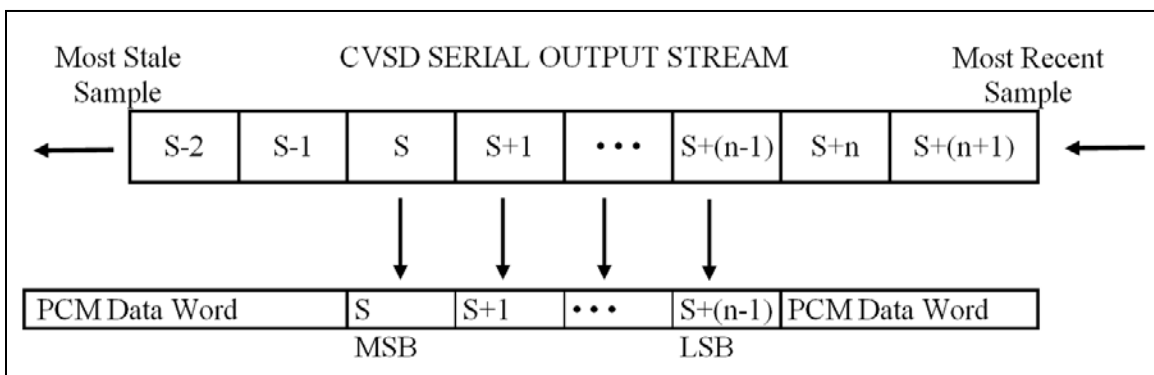 Most Stale Sample
CVSD SERIAL OUTPUT STREAM
Most Recent Sample
S-2 S-1 S S+1 ••• S+(n-1) S+n S+(n+1)
PCM Data Word S S+1 ••• S+(n-1) PCM Data Word
MSB LSB